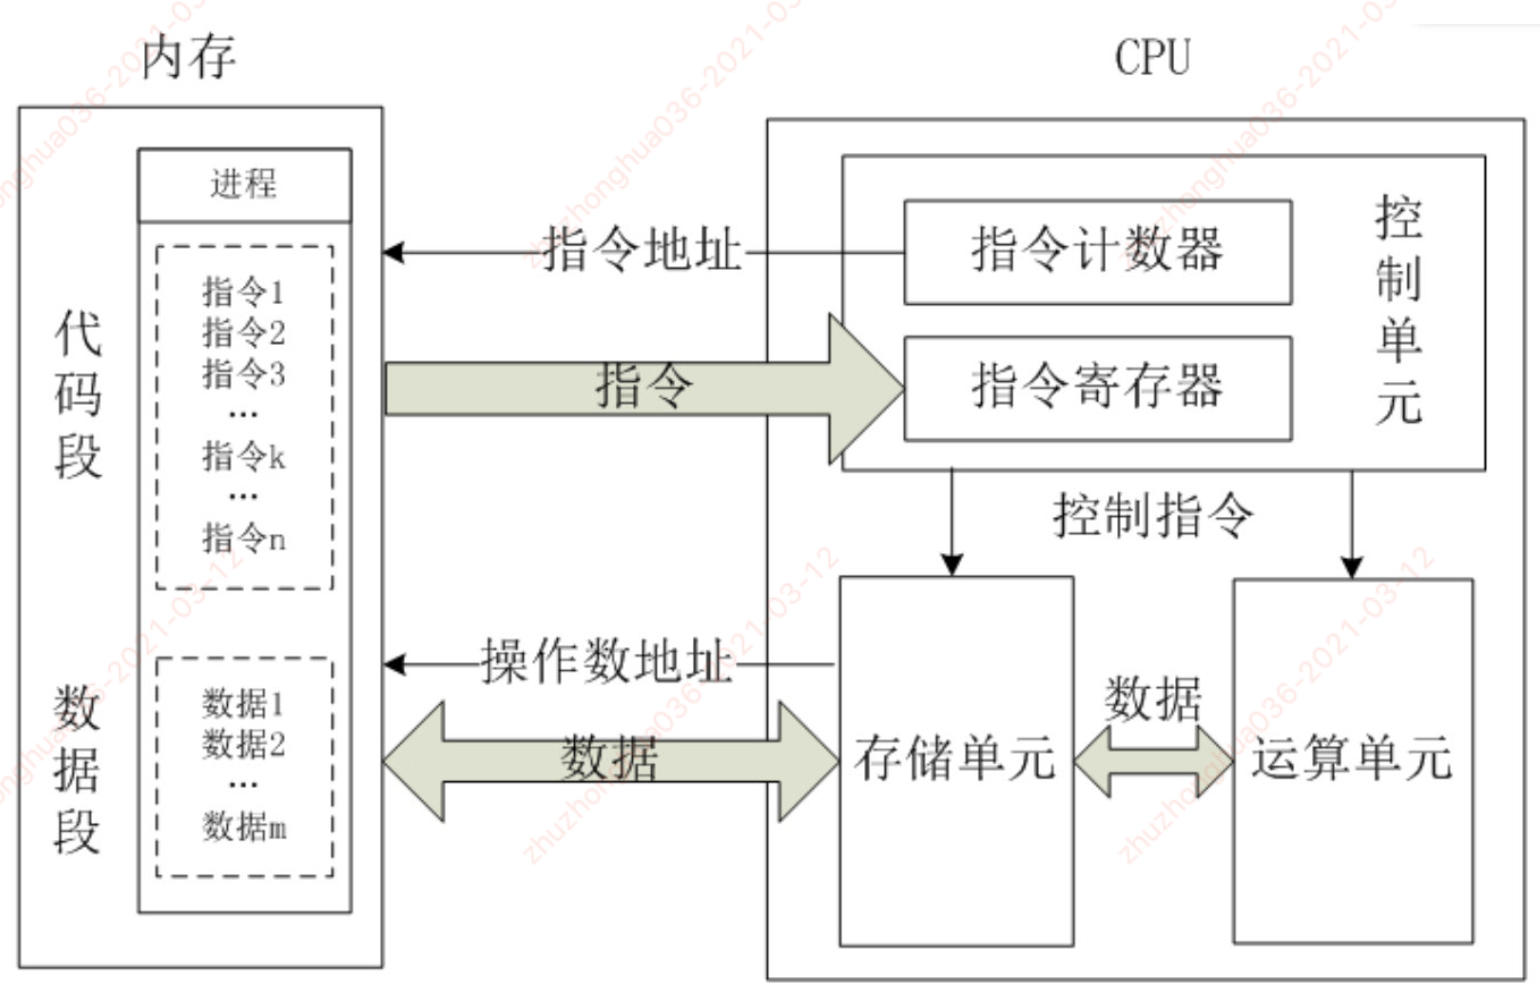 内存
CPU
进程
代码段
指令1
指令2
指令3
...
指令k
...
指令n
数据段
数据1
数据2
...
数据m
指令地址
指令
操作数地址
数据
控制单元
指令计数器
指令寄存器
控制指令
存储单元
数据
运算单元
zhuzhonghua036-2021-03-12